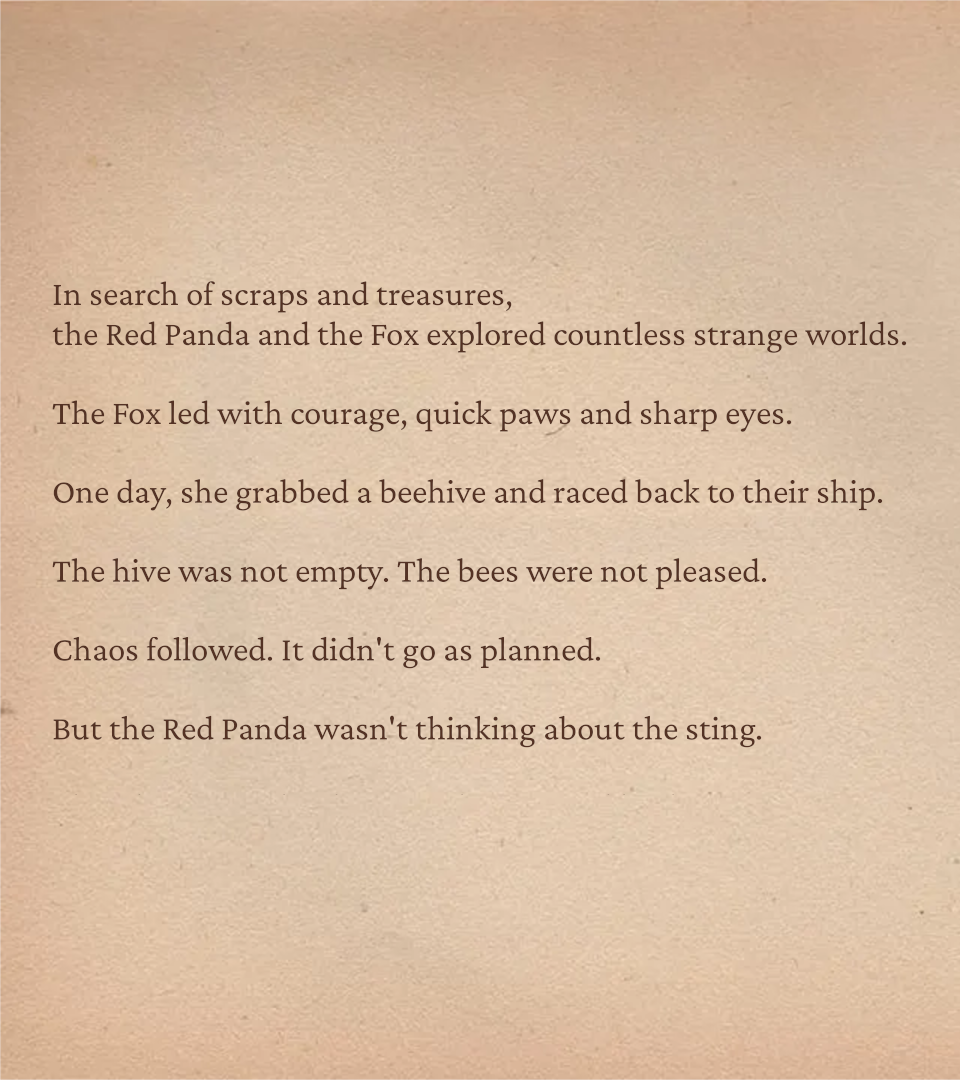 In search of scraps and treasures,
the Red Panda and the Fox explored countless strange worlds.
The Fox led with courage, quick paws and sharp eyes.
One day, she grabbed a beehive and raced back to their ship.
The hive was not empty. The bees were not pleased.
Chaos followed. It didn't go as planned.
But the Red Panda wasn't thinking about the sting.